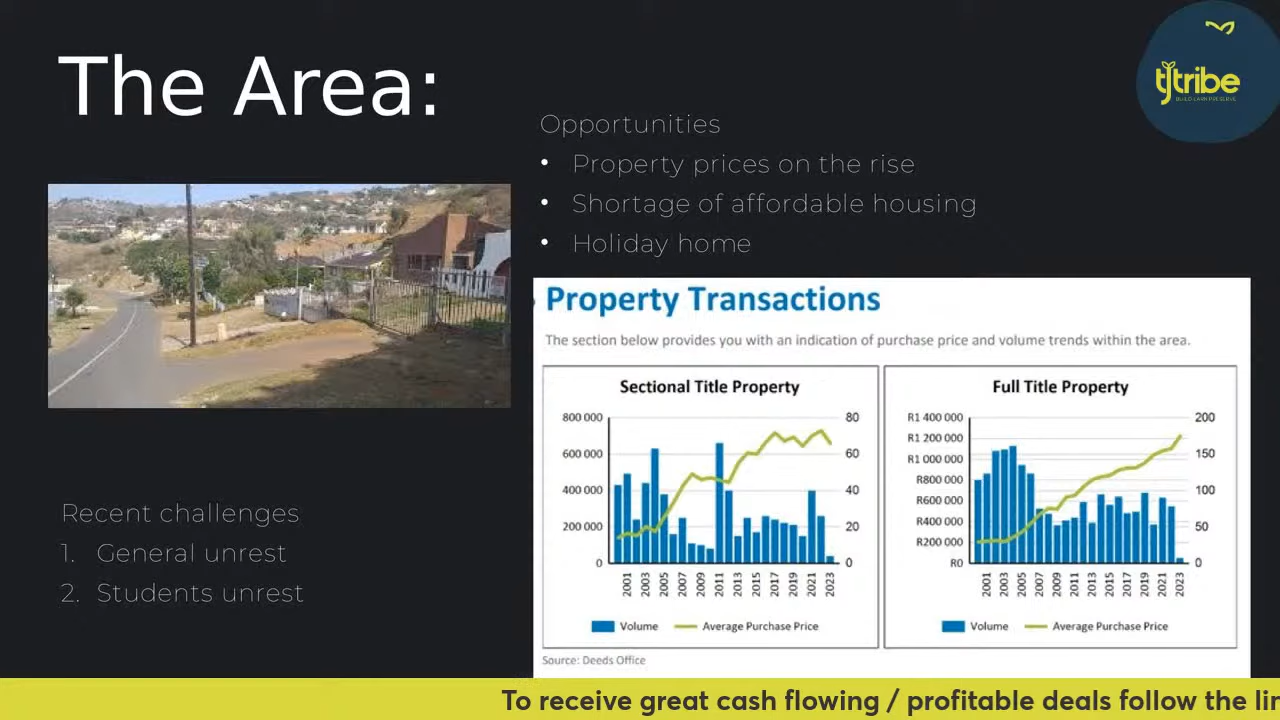 The Area:
tjtribe
BUILD EARN PRESERVE
Opportunities
• Property prices on the rise
• Shortage of affordable housing
• Holiday home
Recent challenges
1. General unrest
2. Students unrest
Property Transactions
The section below provides you with an indication of purchase price and volume trends within the area.
Sectional Title Property
800 000
600 000
400 000
200 000
0
80
60
40
20
0
2001 2003 2005 2007 2009 2011 2013 2015 2017 2019 2021 2023
Volume Average Purchase Price
Full Title Property
R1 400 000
R1 200 000
R1 000 000
R800 000
R600 000
R400 000
R200 000
R0
200
150
100
50
0
2001 2003 2005 2007 2009 2011 2013 2015 2017 2019 2021 2023
Volume Average Purchase Price
Source: Deeds Office
To receive great cash flowing / profitable deals follow the lin